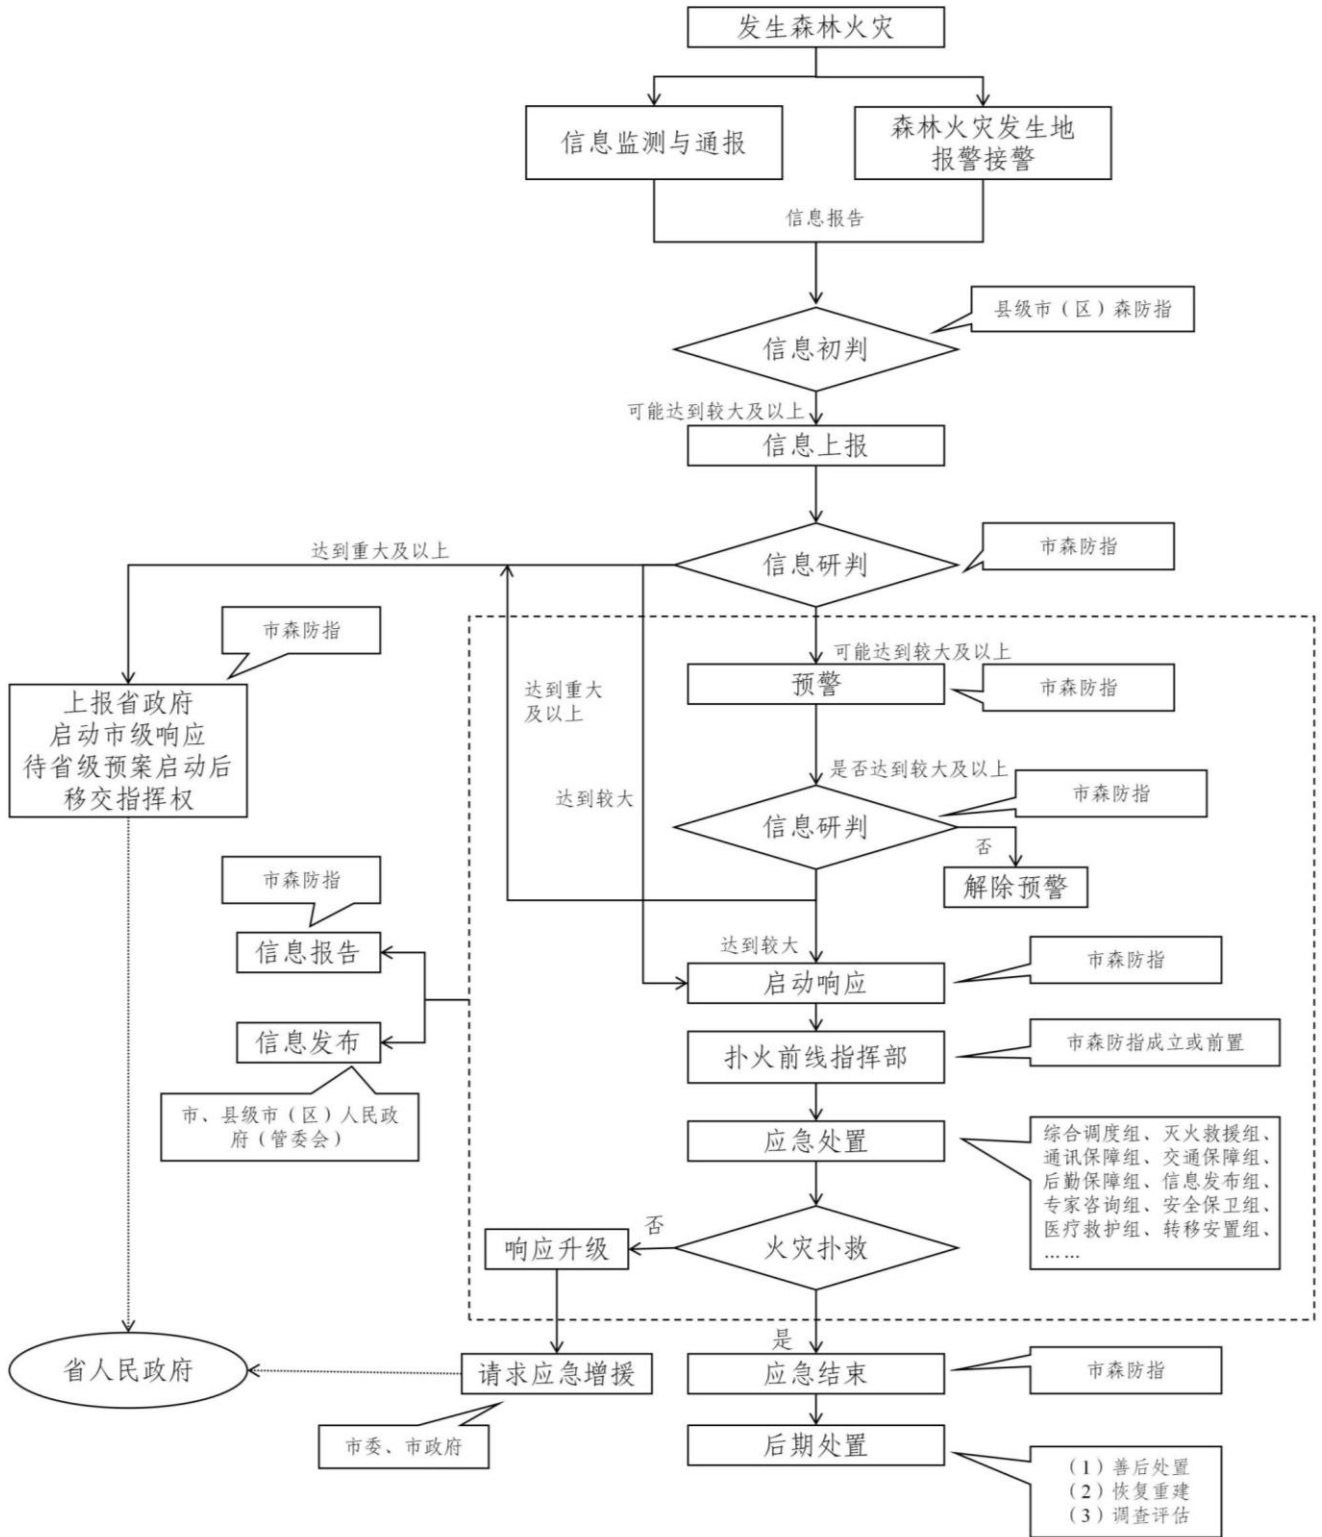 发生森林火灾
信息监测与通报
森林火灾发生地
报警接警
信息报告
县级市（区）森防指
信息初判
可能达到较大及以上
信息上报
市森防指
达到重大及以上
信息研判
市森防指
可能达到较大及以上
预警
市森防指
达到重大
及以上
上报省政府
启动市级响应
待省级预案启动后
移交指挥权
是否达到较大及以上
市森防指
达到较大
信息研判
否
解除预警
市森防指
信息报告
达到较大
市森防指
启动响应
信息发布
扑火前线指挥部
市森防指成立或前置
市、县级市（区）人民政
府（管委会）
应急处置
综合调度组、灭火救援组、
通讯保障组、交通保障组、
后勤保障组、信息发布组、
专家咨询组、安全保卫组、
医疗救护组、转移安置组、
……
否
响应升级
火灾扑救
是
省人民政府
请求应急增援
应急结束
市森防指
市委、市政府
后期处置
（1）善后处置
（2）恢复重建
（3）调查评估